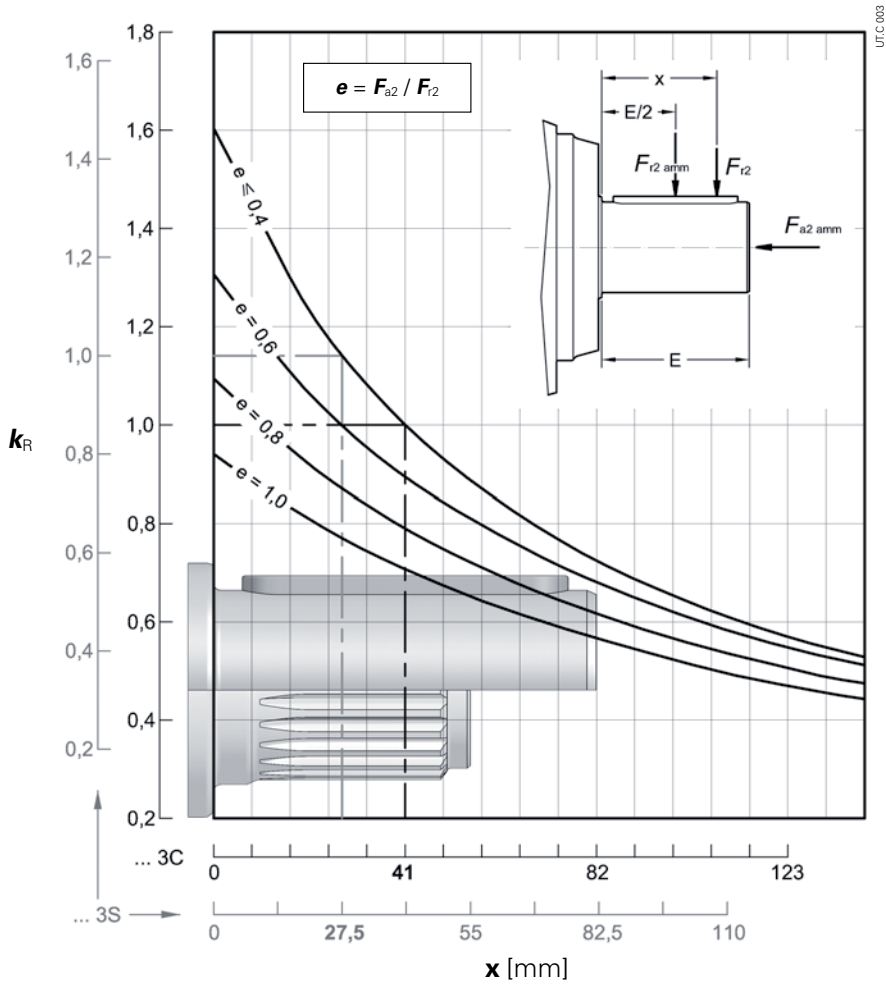 UT.C 003
1,8
1,6
1,6
1,4
1,4
1,2
1,2
1,0
1,0
0,8
0,8
0,6
0,6
0,4
0,4
0,2
0,2
kR
e = Fa2 / Fr2
e ≤ 0,4
e = 0,6
e = 0,8
e = 1,0
x
E/2
Fr2 amm
Fr2
Fa2 amm
E
... 3C
0 41 82 123
... 3S
0 27,5 55 82,5 110
x [mm]